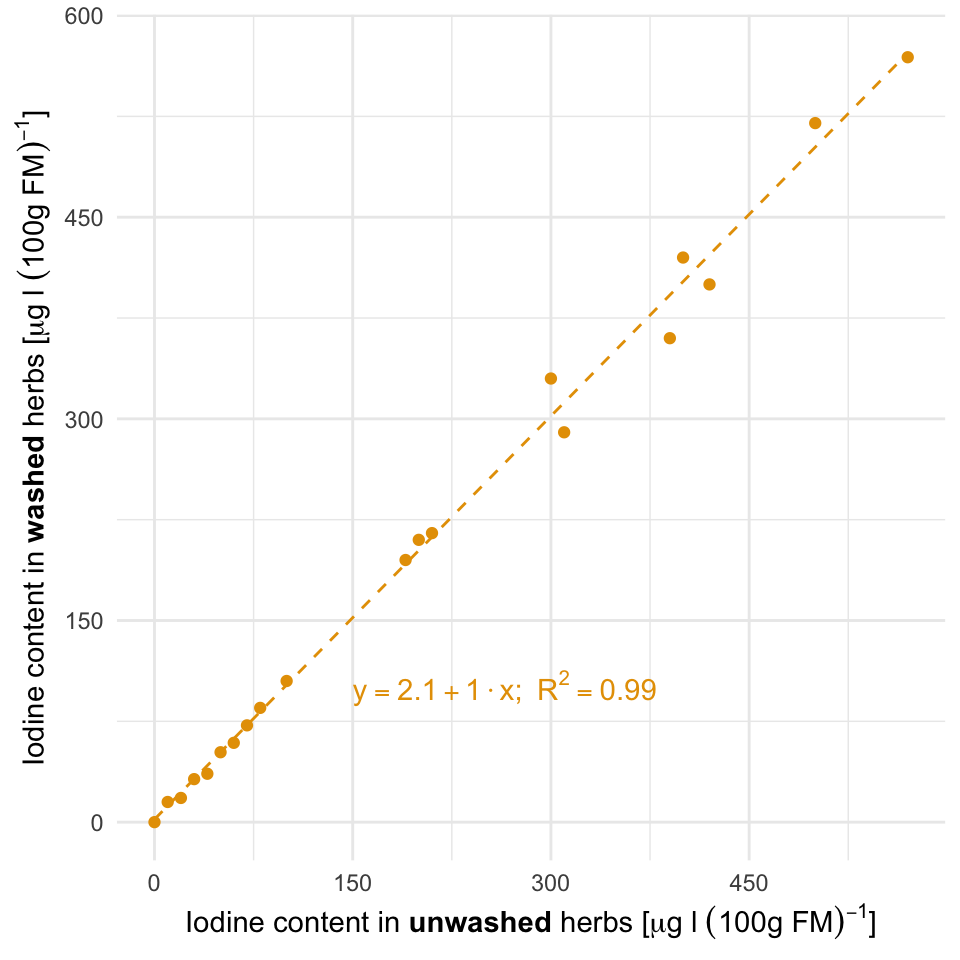 600
450
300
150
0
Iodine content in washed herbs [μg I (100g FM)⁻¹]
y = 2.1 + 1 · x; R² = 0.99
0 150 300 450
Iodine content in unwashed herbs [μg I (100g FM)⁻¹]